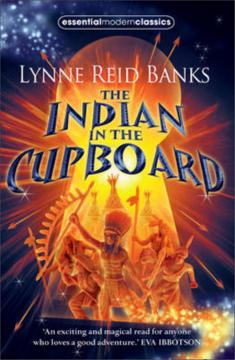 essentialmodernclassics
LYNNE REID BANKS
THE
INDIAN
IN THE
CUPBOARD
'An exciting and magical read for anyone
who loves a good adventure.' EVA IBBOTSON